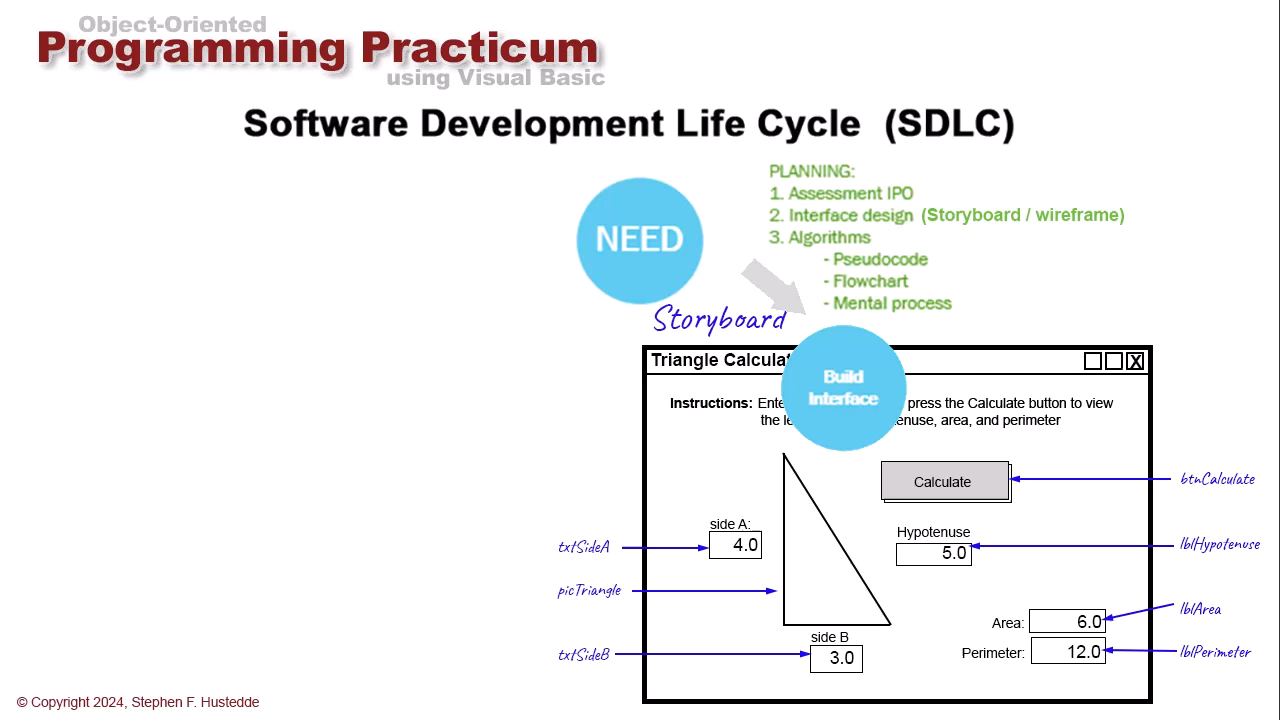 Object-Oriented
Programming Practicum
using Visual Basic
Software Development Life Cycle (SDLC)
NEED
PLANNING:
1. Assessment IPO
2. Interface design (Storyboard / wireframe)
3. Algorithms
- Pseudocode
- Flowchart
- Mental process
Storyboard
Triangle Calculat
X
Build
Interface
Instructions: Ente press the Calculate button to view
the le enuse, area, and perimeter
Calculate
btnCalculate
side A:
4.0
txtSideA
Hypotenuse
5.0
lblHypotenuse
picTriangle
lblArea
Area: 6.0
side B
3.0
txtSideB
Perimeter: 12.0
lblPerimeter
© Copyright 2024, Stephen F. Hustedde